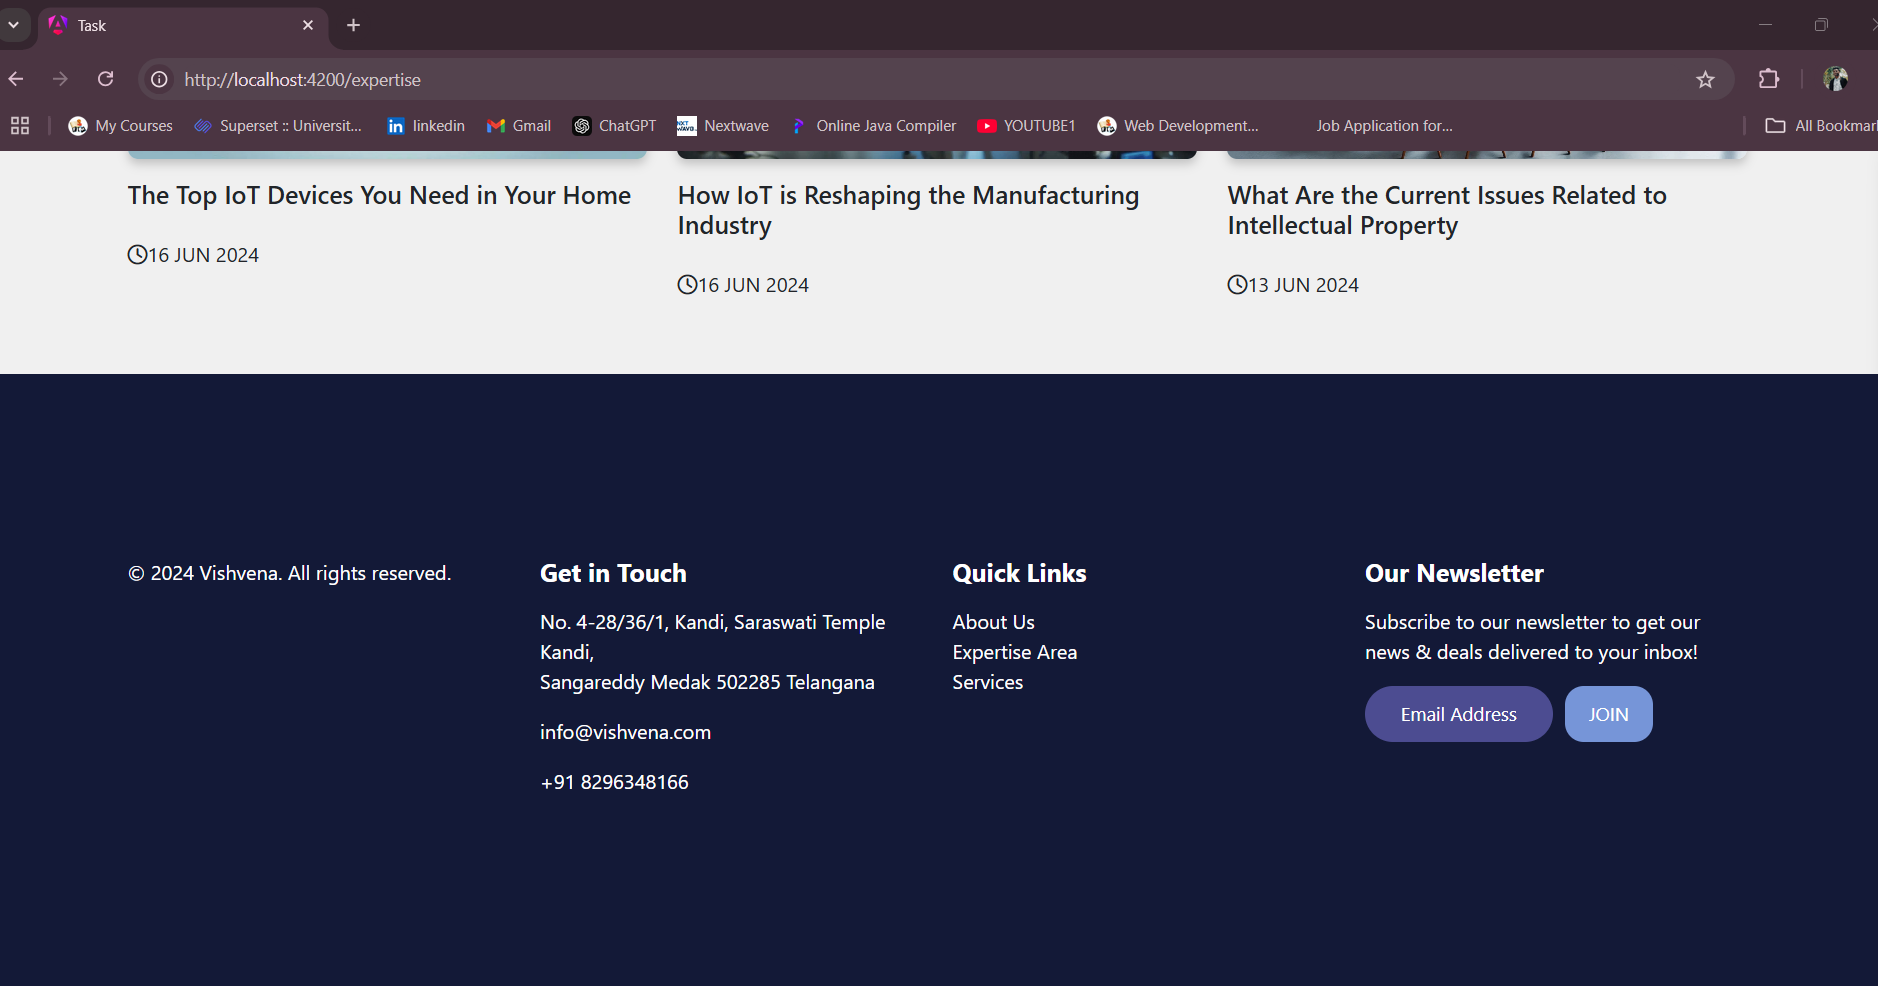 Task
http://localhost:4200/expertise
My Courses
Superset :: Universit...
linkedin
Gmail
ChatGPT
Nextwave
Online Java Compiler
YOUTUBE1
Web Development...
Job Application for...
All Bookmar
The Top IoT Devices You Need in Your Home
16 JUN 2024
How IoT is Reshaping the Manufacturing
Industry
16 JUN 2024
What Are the Current Issues Related to
Intellectual Property
13 JUN 2024
© 2024 Vishvena. All rights reserved.
Get in Touch
No. 4-28/36/1, Kandi, Saraswati Temple
Kandi,
Sangareddy Medak 502285 Telangana
info@vishvena.com
+91 8296348166
Quick Links
About Us
Expertise Area
Services
Our Newsletter
Subscribe to our newsletter to get our
news & deals delivered to your inbox!
Email Address
JOIN